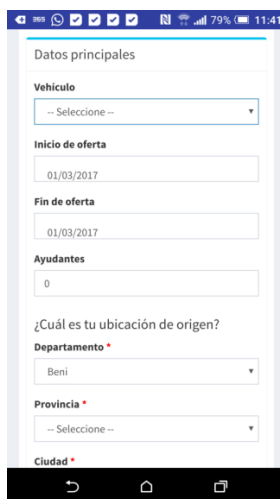 365 79% 11:41
Datos principales
Vehículo
-- Seleccione --
Inicio de oferta
01/03/2017
Fin de oferta
01/03/2017
Ayudantes
0
¿Cuál es tu ubicación de origen?
Departamento *
Beni
Provincia *
-- Seleccione --
Ciudad *